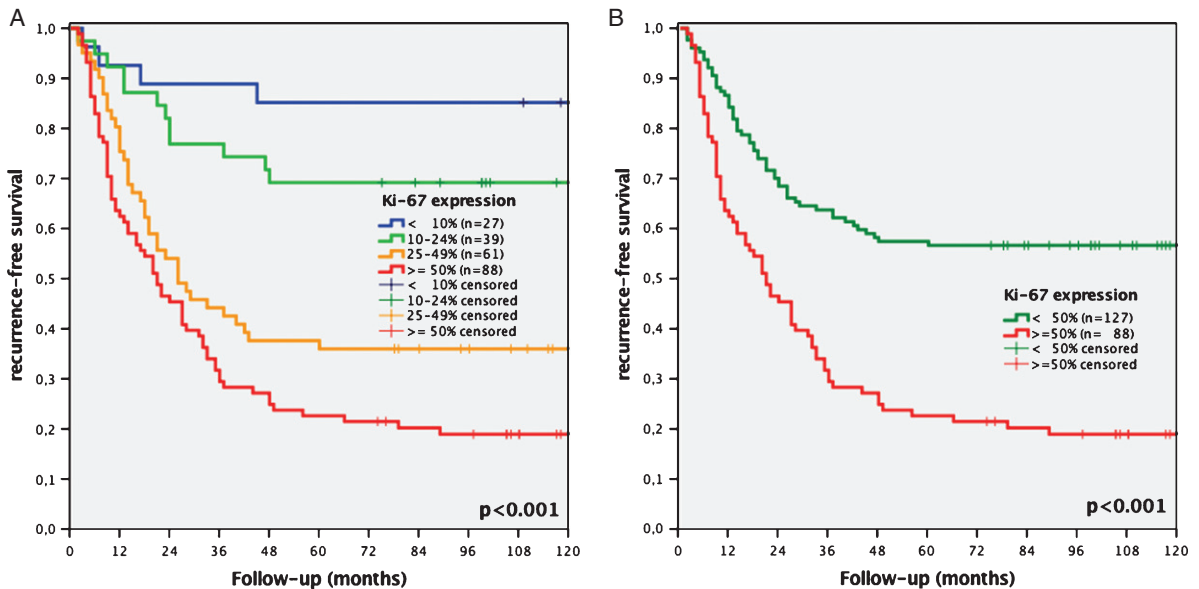 A
1,0
0,9
0,8
0,7
0,6
0,5
0,4
0,3
0,2
0,1
0,0
recurrence-free survival
Ki-67 expression
< 10% (n=27)
10-24% (n=39)
25-49% (n=61)
>= 50% (n=88)
< 10% censored
10-24% censored
25-49% censored
>= 50% censored
p<0.001
0 12 24 36 48 60 72 84 96 108 120
Follow-up (months)
B
1,0
0,9
0,8
0,7
0,6
0,5
0,4
0,3
0,2
0,1
0,0
recurrence-free survival
Ki-67 expression
< 50% (n=127)
>=50% (n= 88)
< 50% censored
>=50% censored
p<0.001
0 12 24 36 48 60 72 84 96 108 120
Follow-up (months)